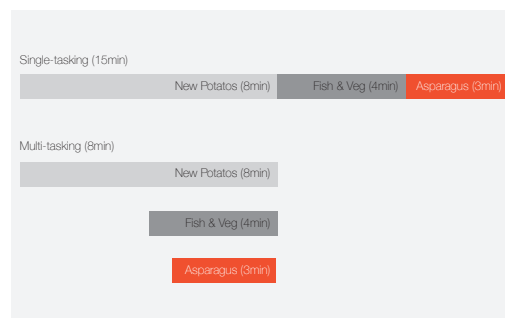 Single-tasking (15min)
New Potatos (8min) Fish & Veg (4min) Asparagus (3min)
Multi-tasking (8min)
New Potatos (8min)
Fish & Veg (4min)
Asparagus (3min)